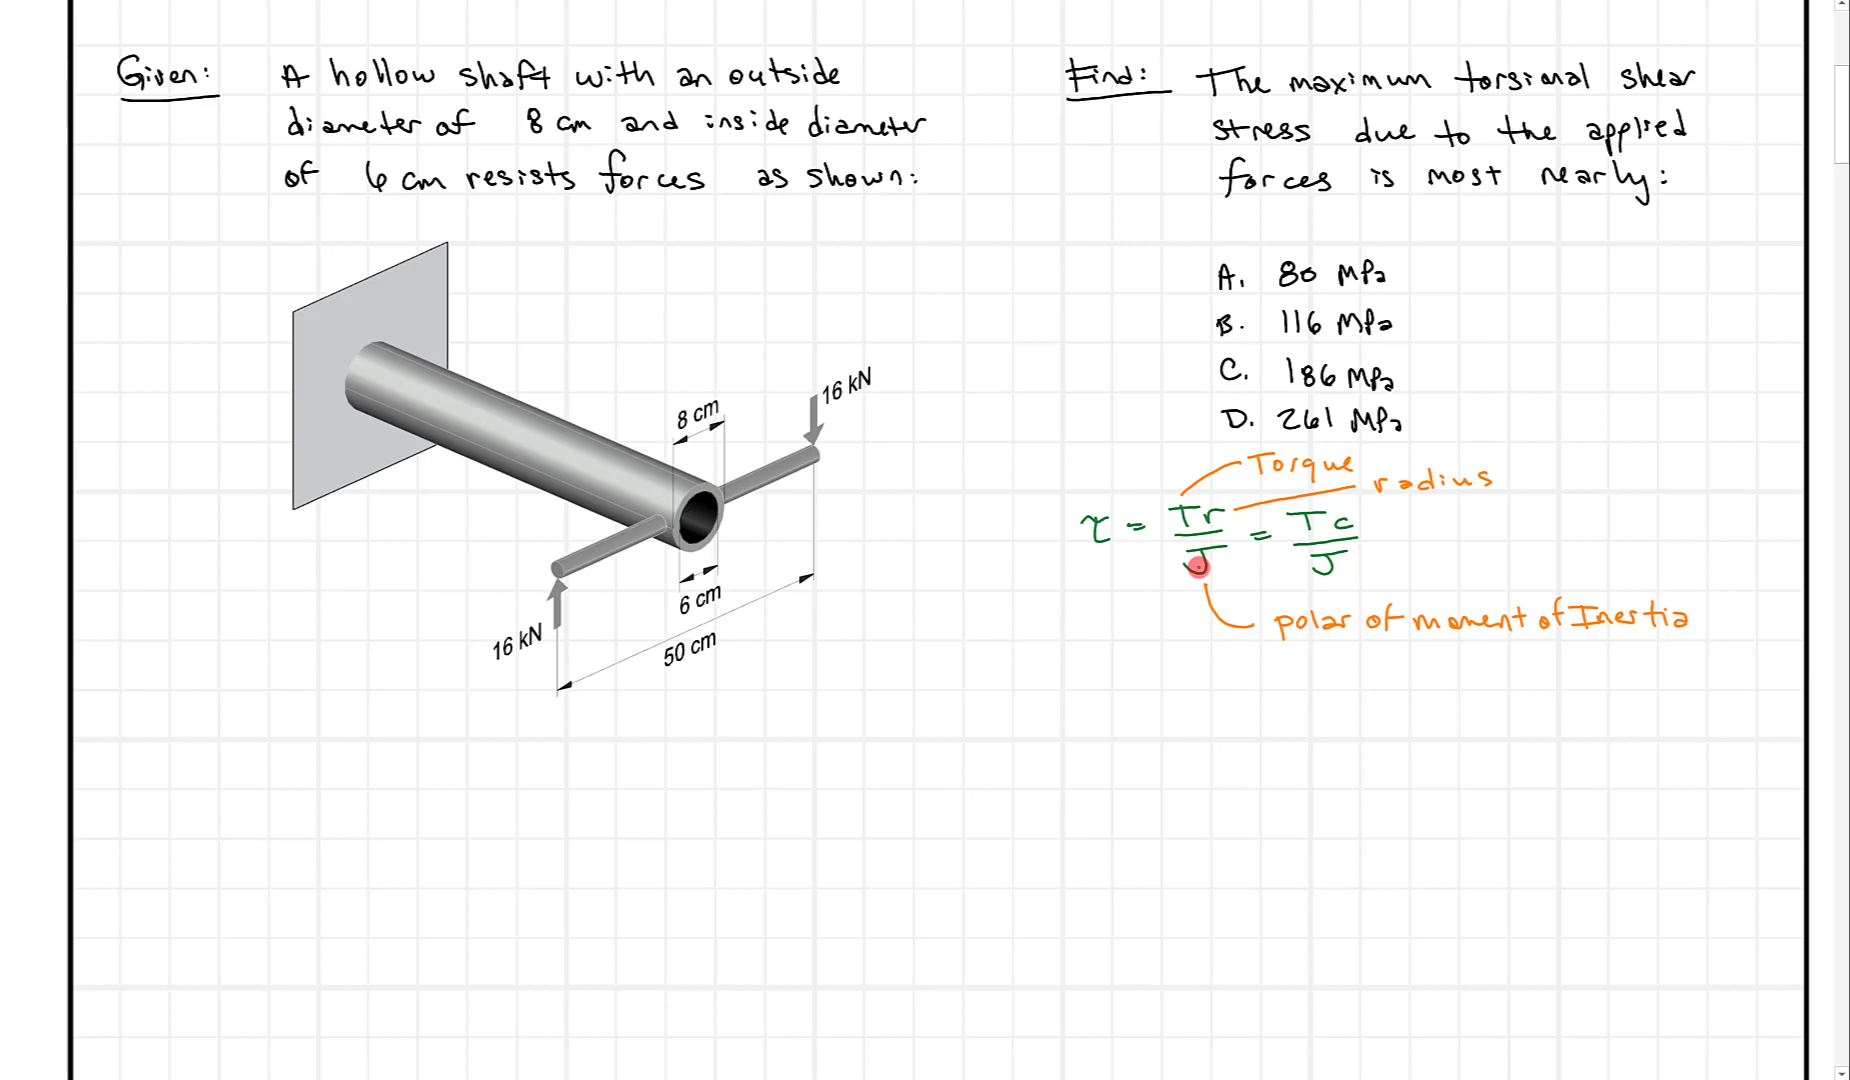 Given: A hollow shaft with an outside
diameter of 8 cm and inside diameter
of 6 cm resists forces as shown:
Find: The maximum torsional shear
stress due to the applied
forces is most nearly:
A. 80 MPa
B. 116 MPa
C. 186 MPa
D. 261 MPa
Torque
radius
τ = Tr/J = Tc/J
polar of moment of Inertia
16 kN
8 cm
6 cm
16 kN
50 cm